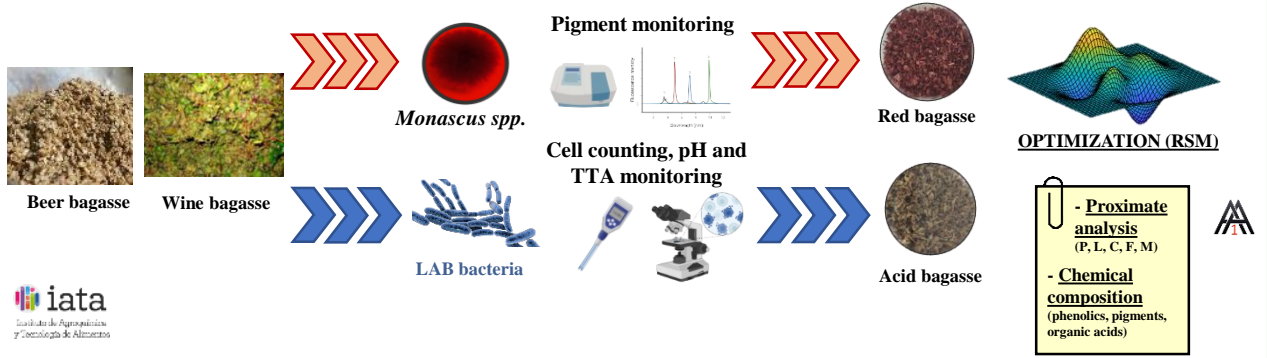 Pigment monitoring
Monascus spp.
Red bagasse
OPTIMIZATION (RSM)
Cell counting, pH and
TTA monitoring
Beer bagasse
Wine bagasse
LAB bacteria
Acid bagasse
- Proximate
analysis
(P, L, C, F, M)
- Chemical
composition
(phenolics, pigments,
organic acids)
iata
Instituto de Agroquímica
y Tecnología de Alimentos